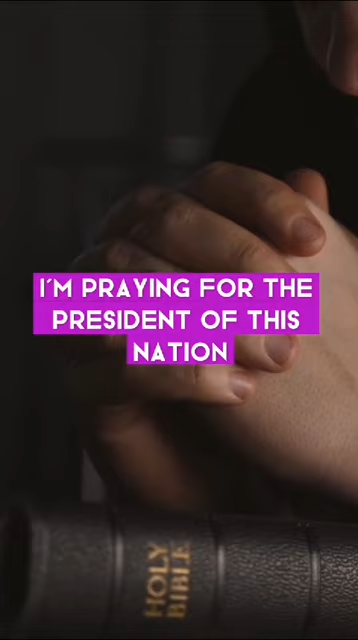 I'M PRAYING FOR THE
PRESIDENT OF THIS
NATION
HOLY
BIBLE